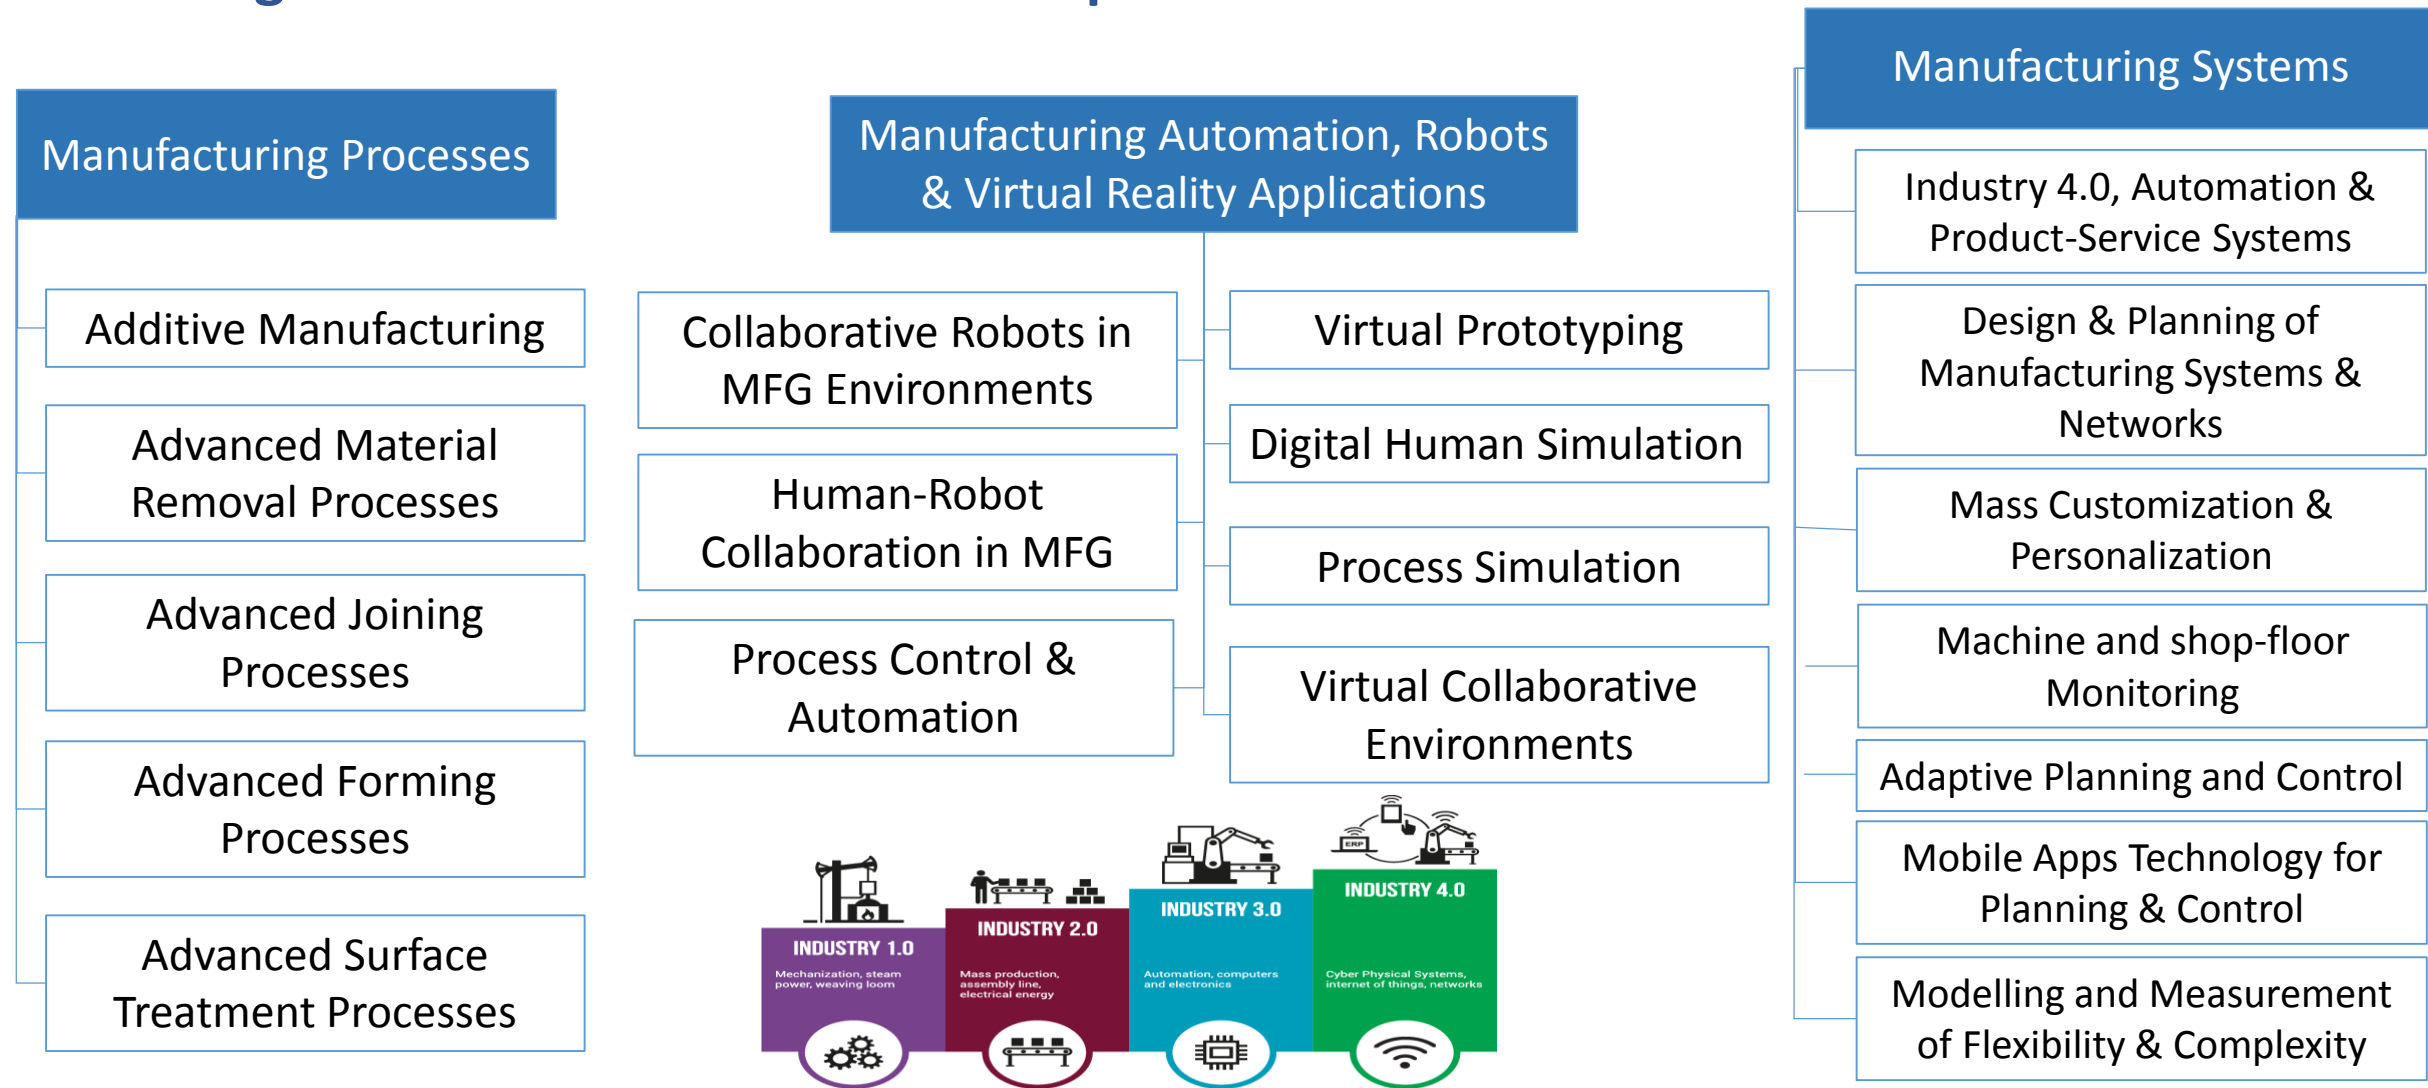 Manufacturing Processes
Additive Manufacturing
Advanced Material
Removal Processes
Advanced Joining
Processes
Advanced Forming
Processes
Advanced Surface
Treatment Processes
Manufacturing Automation, Robots
& Virtual Reality Applications
Collaborative Robots in
MFG Environments
Human-Robot
Collaboration in MFG
Process Control &
Automation
Virtual Prototyping
Digital Human Simulation
Process Simulation
Virtual Collaborative
Environments
Manufacturing Systems
Industry 4.0, Automation &
Product-Service Systems
Design & Planning of
Manufacturing Systems &
Networks
Mass Customization &
Personalization
Machine and shop-floor
Monitoring
Adaptive Planning and Control
Mobile Apps Technology for
Planning & Control
Modelling and Measurement
of Flexibility & Complexity
INDUSTRY 1.0
Mechanization, steam
power, weaving loom
INDUSTRY 2.0
Mass production,
assembly line,
electrical energy
INDUSTRY 3.0
Automation, computers
and electronics
ERP
INDUSTRY 4.0
Cyber Physical Systems,
internet of things, networks